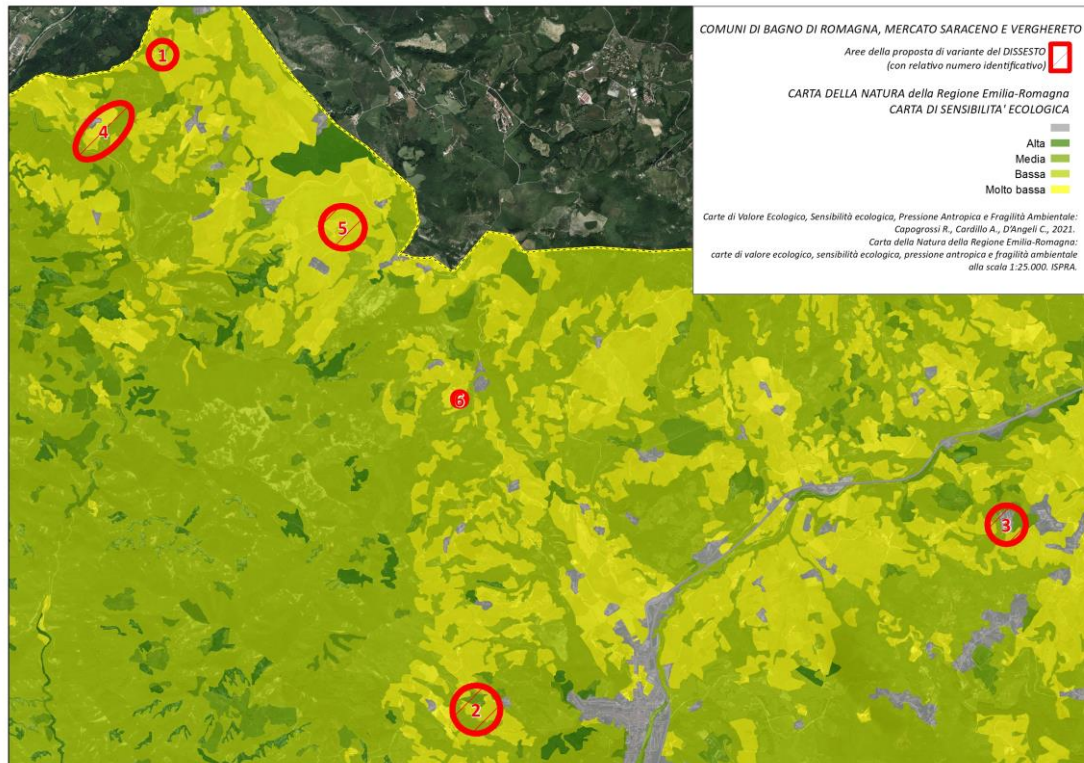 COMUNI DI BAGNO DI ROMAGNA, MERCATO SARACENO E VERGHERETO
Aree della proposta di variante del DISSESTO
(con relativo numero identificativo)
CARTA DELLA NATURA della Regione Emilia-Romagna
CARTA DI SENSIBILITA' ECOLOGICA
Alta
Media
Bassa
Molto bassa
Carte di Valore Ecologico, Sensibilità ecologica, Pressione Antropica e Fragilità Ambientale:
Capogrossi R., Cardillo A., D'Angeli C., 2021.
Carta della Natura della Regione Emilia-Romagna:
carte di valore ecologico, sensibilità ecologica, pressione antropica e fragilità ambientale
alla scala 1:25.000. ISPRA.
1
4
5
6
3
2